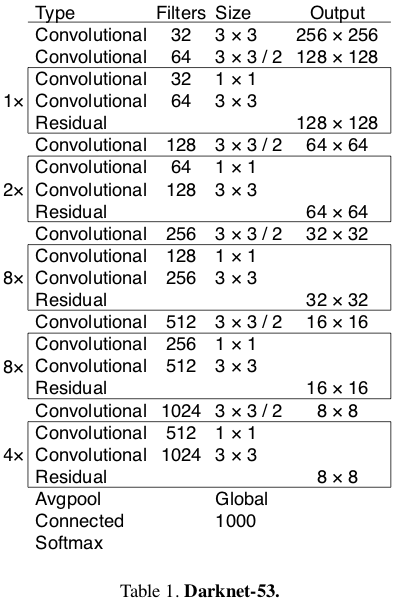 Type Filters Size Output
Convolutional 32 3 × 3 256 × 256
Convolutional 64 3 × 3 / 2 128 × 128
Convolutional 32 1 × 1
1× Convolutional 64 3 × 3
Residual 128 × 128
Convolutional 128 3 × 3 / 2 64 × 64
Convolutional 64 1 × 1
2× Convolutional 128 3 × 3
Residual 64 × 64
Convolutional 256 3 × 3 / 2 32 × 32
Convolutional 128 1 × 1
8× Convolutional 256 3 × 3
Residual 32 × 32
Convolutional 512 3 × 3 / 2 16 × 16
Convolutional 256 1 × 1
8× Convolutional 512 3 × 3
Residual 16 × 16
Convolutional 1024 3 × 3 / 2 8 × 8
Convolutional 512 1 × 1
4× Convolutional 1024 3 × 3
Residual 8 × 8
Avgpool Global
Connected 1000
Softmax
Table 1. Darknet-53.